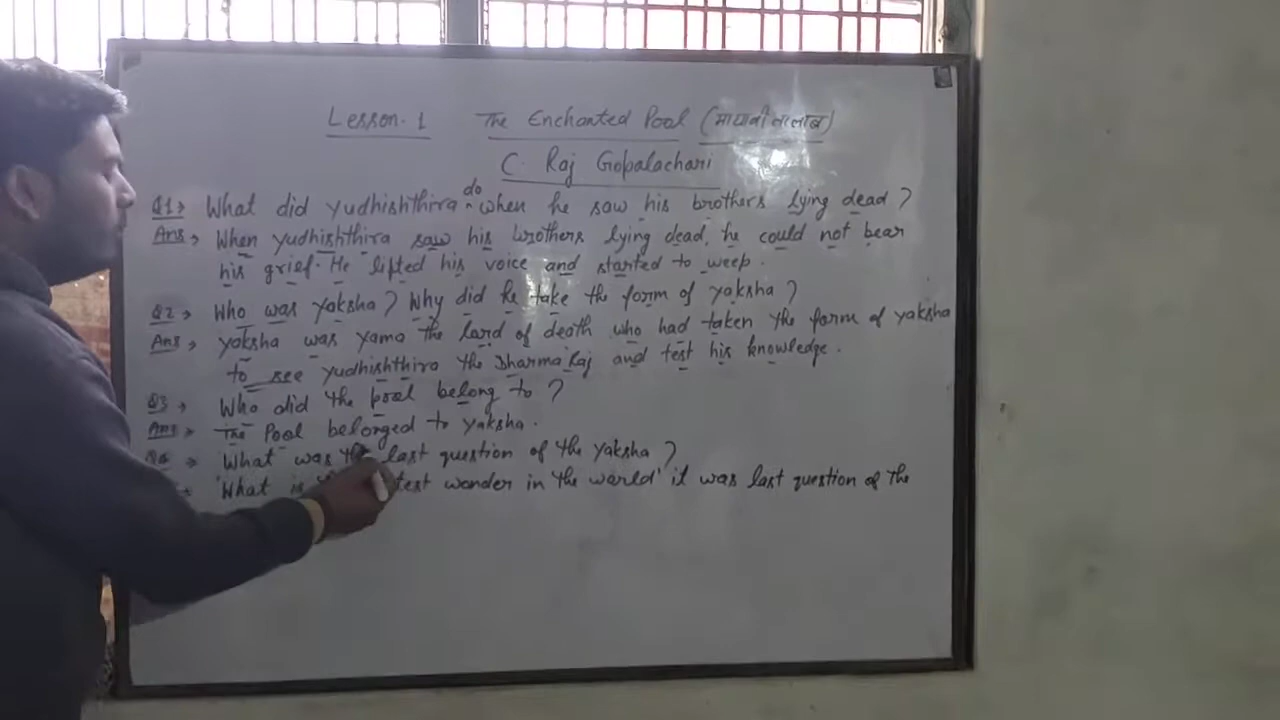 Lesson-1 The Enchanted Pool (मायावी तालाब)
C. Raj Gopalachari
Q1→ What did yudhishthira do when he saw his brothers lying dead?
Ans→ When yudhishthira saw his brothers lying dead, he could not bear
his grief. He lifted his voice and started to weep.
Q2→ Who was yaksha? Why did he take the form of yaksha?
Ans→ yaksha was yama the lord of death who had taken the form of yaksha
to see yudhishthira the Dharma Raj and test his knowledge.
Q3→ Who did the pool belong to?
Ans→ The Pool belonged to yaksha.
Q4→ What was the last question of the yaksha?
'What is wonder in the world' it was last question of the